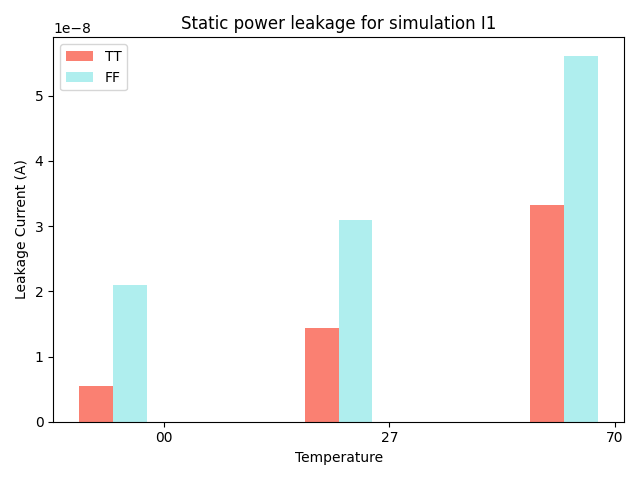 Static power leakage for simulation I1
1e−8
TT
FF
5
4
3
2
1
0
Leakage Current (A)
00
27
70
Temperature